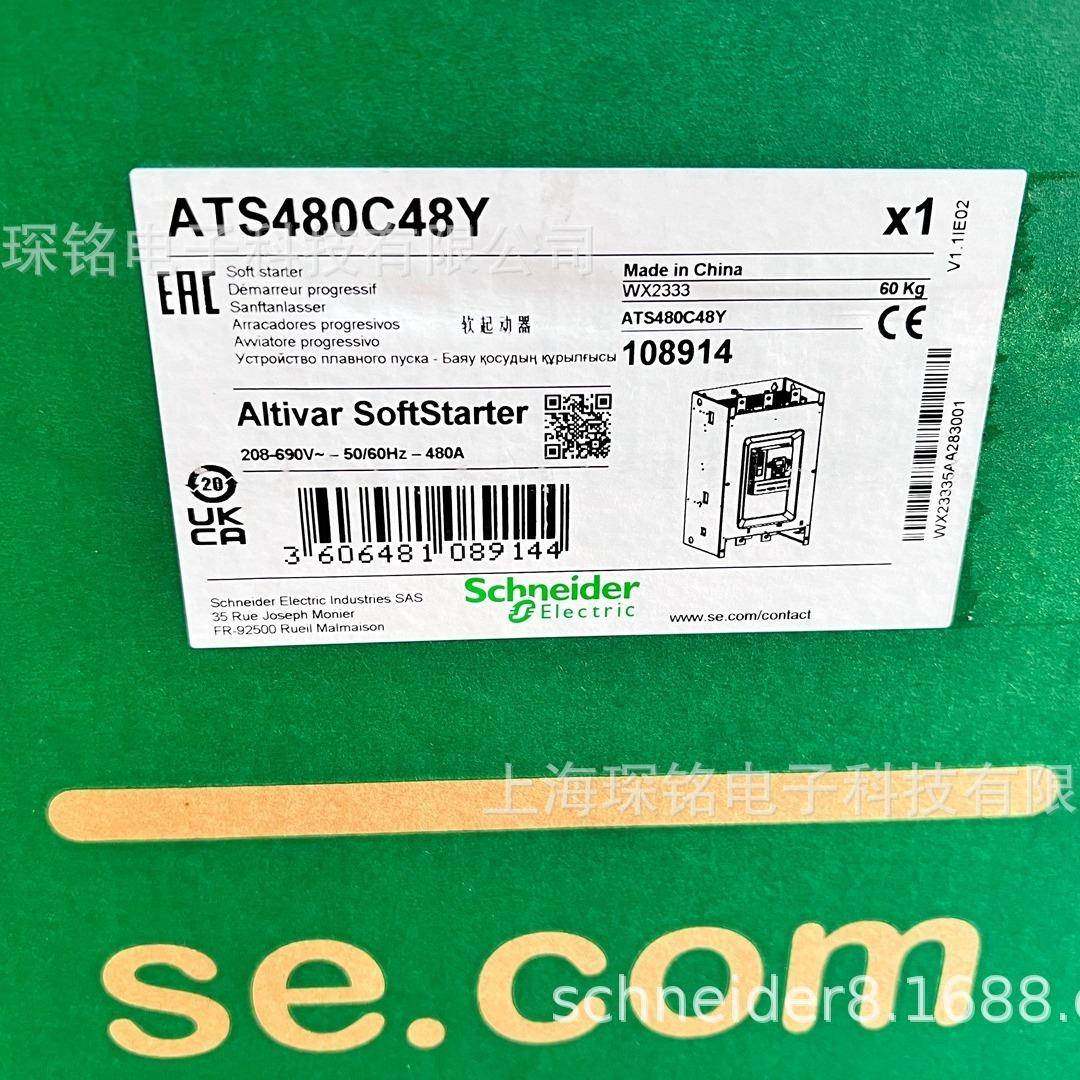 ATS480C48Y x1
琛铭电子科技有限公司
EAC
Soft starter
Démarreur progressif
Sanftanlasser
Arracadores progresivos
Avviatore progressivo
Устройство плавного пуска - Баяу қосудың құрылғысы
软起动器
Made in China
WX2333 60 Kg
ATS480C48Y
CE
108914
V1.1IE02
Altivar SoftStarter
208-690V~ - 50/60Hz - 480A
20
UK
CA
3 606481 089144
WX23335AA283001
Schneider
Electric
Schneider Electric Industries SAS
35 Rue Joseph Monier
FR-92500 Rueil Malmaison
www.se.com/contact
上海琛铭电子科技有限
se.com
schneider8.1688.c